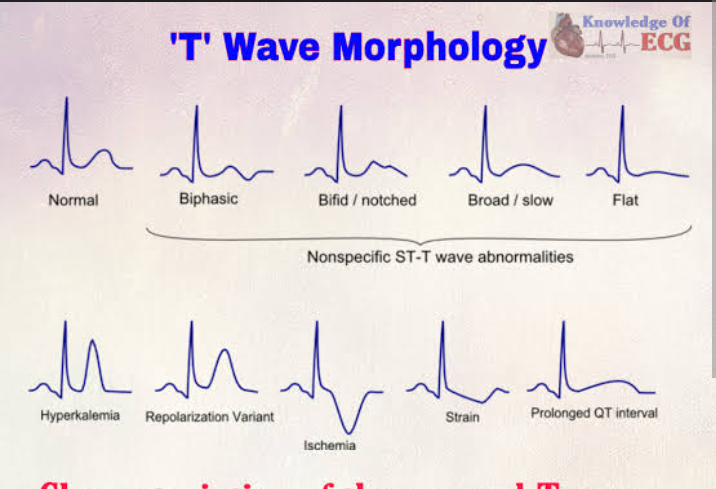 'T' Wave Morphology
Knowledge Of
ECG
Normal
Biphasic
Bifid / notched
Broad / slow
Flat
Nonspecific ST-T wave abnormalities
Hyperkalemia
Repolarization Variant
Ischemia
Strain
Prolonged QT interval